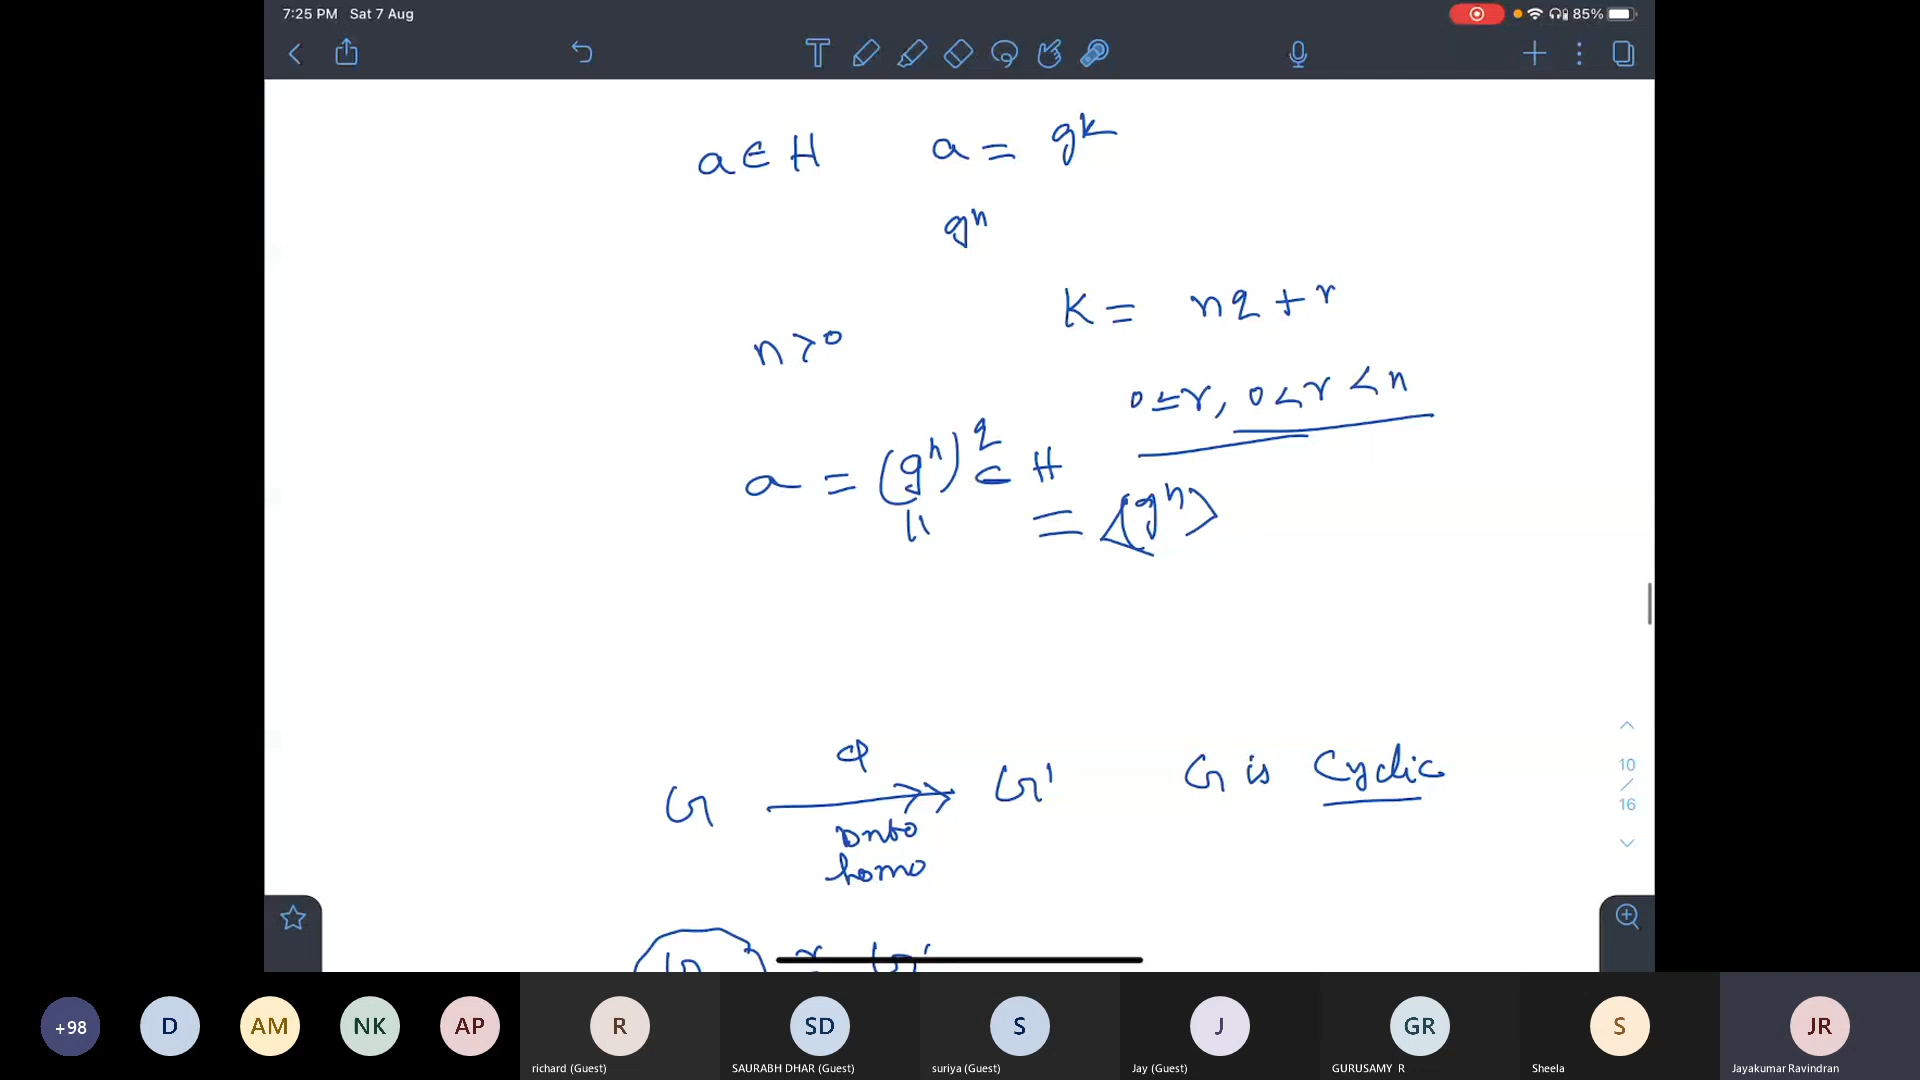 7:25 PM Sat 7 Aug 85%
a ∈ H a = g^k
g^n
K = nq + r
n > 0
0 ≤ r, 0 < r < n
a = (g^n)^q ∈ H
= <g^n>
φ
G G' G is Cyclic
onto
homo
10
/
16
+98 D AM NK AP R SD S J GR S JR
richard (Guest) SAURABH DHAR (Guest) suriya (Guest) Jay (Guest) GURUSAMY R Sheela Jayakumar Ravindran